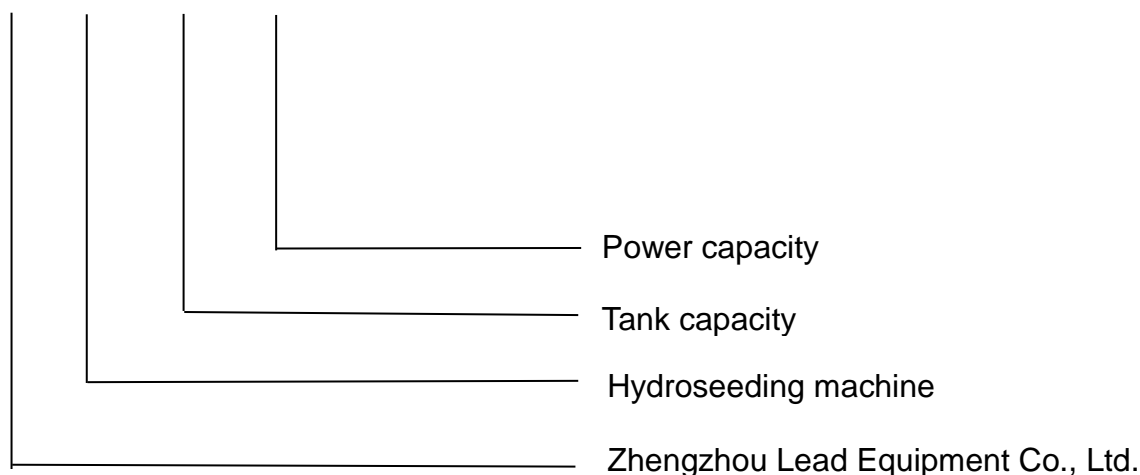 Power capacity
Tank capacity
Hydroseeding machine
Zhengzhou Lead Equipment Co., Ltd.